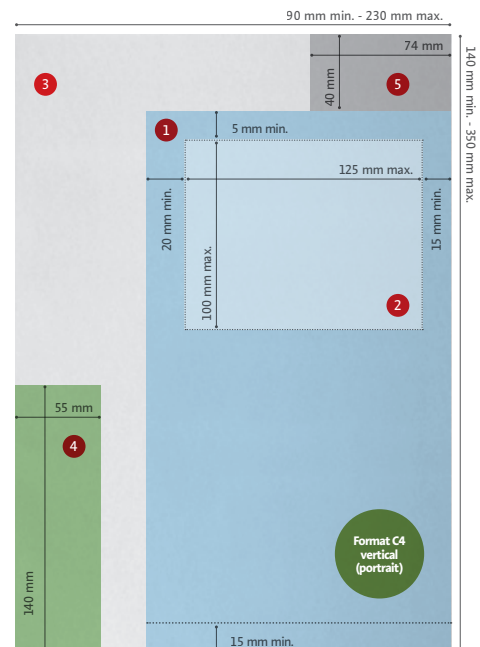 90 mm min. - 230 mm max.
140 mm min. - 350 mm max.
74 mm
40 mm
5
3
1
5 mm min.
125 mm max.
20 mm min.
15 mm min.
100 mm max.
2
55 mm
4
140 mm
Format C4
vertical
(portrait)
15 mm min.